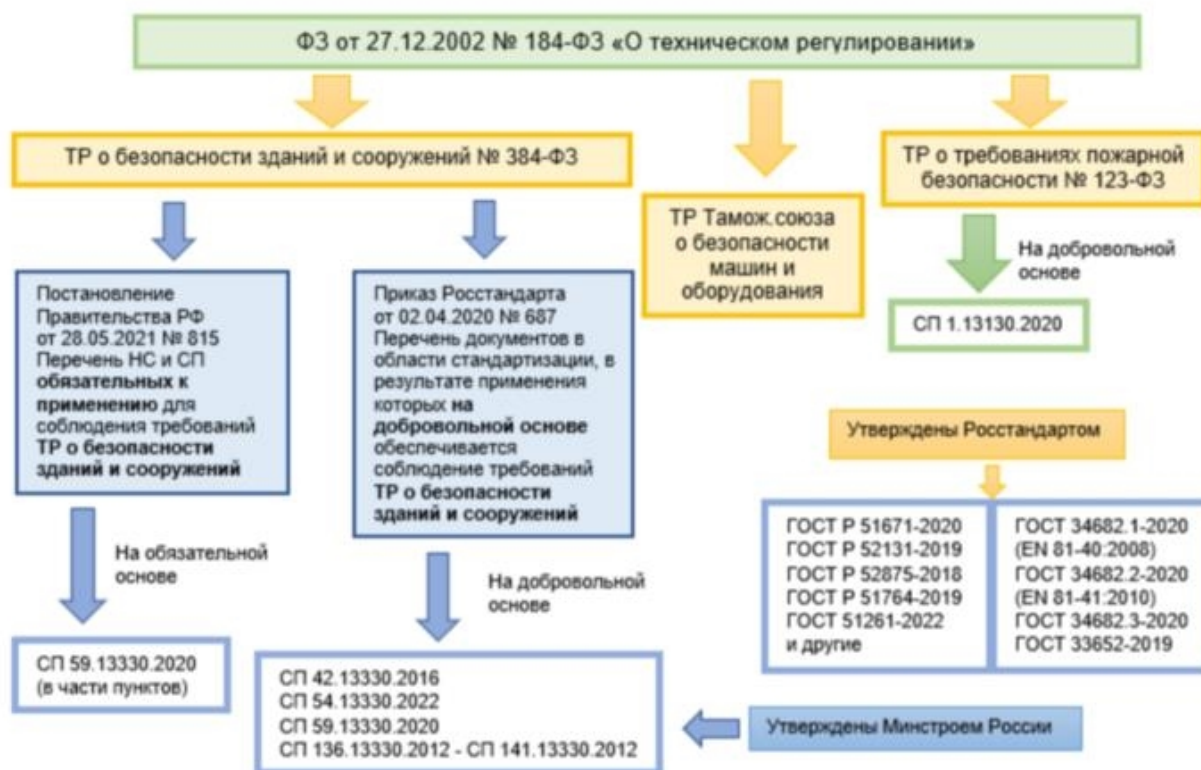 ФЗ от 27.12.2002 № 184-ФЗ «О техническом регулировании»
ТР о безопасности зданий и сооружений № 384-ФЗ
ТР Тамож.союза
о безопасности
машин и
оборудования
ТР о требованиях пожарной
безопасности № 123-ФЗ
На добровольной
основе
СП 1.13130.2020
Постановление
Правительства РФ
от 28.05.2021 № 815
Перечень НС и СП
обязательных к
применению для
соблюдения требований
ТР о безопасности
зданий и сооружений
Приказ Росстандарта
от 02.04.2020 № 687
Перечень документов в
области стандартизации, в
результате применения
которых на
добровольной основе
обеспечивается
соблюдение требований
ТР о безопасности
зданий и сооружений
На обязательной
основе
На добровольной
основе
СП 59.13330.2020
(в части пунктов)
СП 42.13330.2016
СП 54.13330.2022
СП 59.13330.2020
СП 136.13330.2012 - СП 141.13330.2012
Утверждены Росстандартом
ГОСТ Р 51671-2020
ГОСТ Р 52131-2019
ГОСТ Р 52875-2018
ГОСТ Р 51764-2019
ГОСТ 51261-2022
и другие
ГОСТ 34682.1-2020
(EN 81-40:2008)
ГОСТ 34682.2-2020
(EN 81-41:2010)
ГОСТ 34682.3-2020
ГОСТ 33652-2019
Утверждены Минстроем России